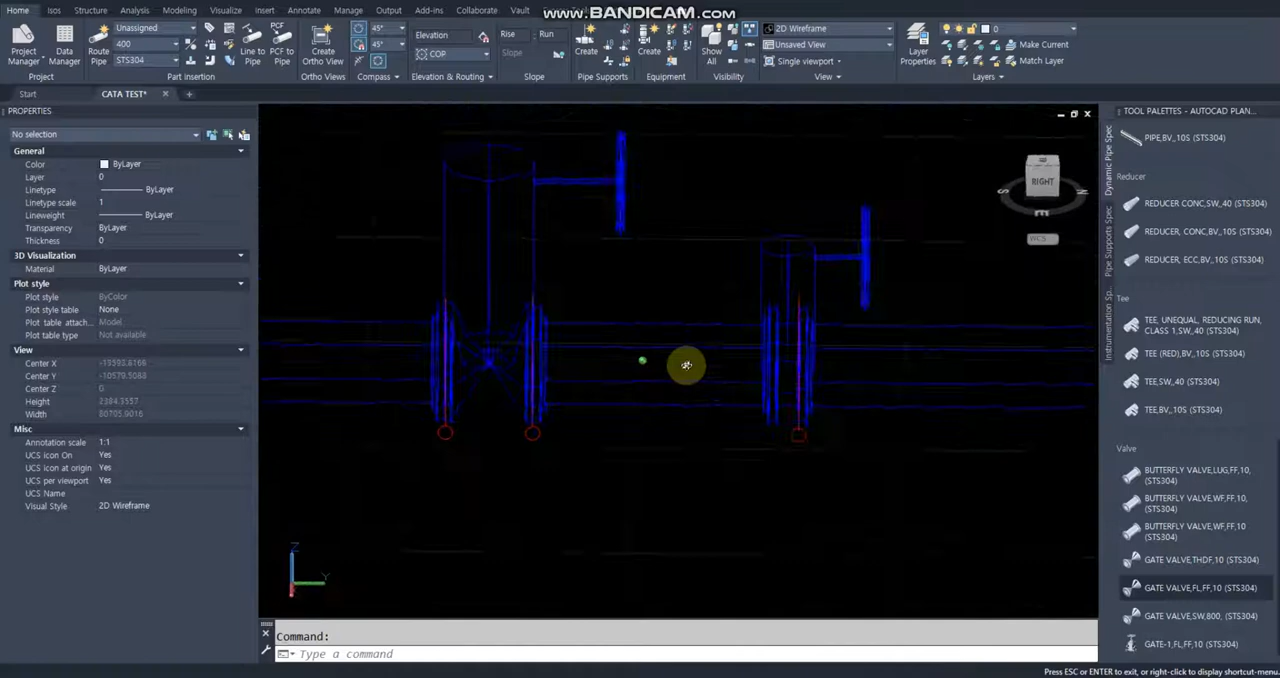 www.BANDICAM.com
Home Isos Structure Analysis Modeling Visualize Insert Annotate Manage Output Add-ins Collaborate Vault
Project Manager
Data Manager
Project
Route Pipe
Unassigned
400
STS304
Line to Pipe
PCF to Pipe
Part insertion
Create Ortho View
Ortho Views
45°
45°
Compass
Elevation
COP
Elevation & Routing
Rise Run
Slope
Slope
Create
Pipe Supports
Create
Equipment
Show All
Visibility
2D Wireframe
Unsaved View
Single viewport
View
Layer Properties
0
Make Current
Match Layer
Layers
Start
CATA TEST*
PROPERTIES
No selection
General
Color ByLayer
Layer 0
Linetype ByLayer
Linetype scale 1
Lineweight ByLayer
Transparency ByLayer
Thickness 0
3D Visualization
Material ByLayer
Plot style
Plot style ByColor
Plot style table None
Plot table attach... Model
Plot table type Not available
View
Center X -13593.8166
Center Y -10579.5088
Center Z 0
Height
Width 80705.9016
Misc
Annotation scale 1:1
UCS icon On Yes
UCS icon at origin Yes
UCS per viewport Yes
UCS Name
Visual Style 2D Wireframe
RIGHT
S
WCS
Z
Y
TOOL PALETTES - AUTOCAD PLAN...
Dynamic Pipe Spec
Pipe Supports Spec
Instrumentation Sp...
PIPE,BV,,10S (STS304)
Reducer
REDUCER CONC,SW,,40 (STS304)
REDUCER, CONC,BV,,10S (STS304)
REDUCER, ECC,BV,,10S (STS304)
Tee
TEE, UNEQUAL, REDUCING RUN, CLASS 1,SW,,40 (STS304)
TEE (RED),BV,,10S (STS304)
TEE,SW,,40 (STS304)
TEE,BV,,10S (STS304)
Valve
BUTTERFLY VALVE,LUG,FF,10, (STS304)
BUTTERFLY VALVE,WF,FF,10, (STS304)
BUTTERFLY VALVE,WF,FF,10 (STS304)
GATE VALVE,THDF,10 (STS304)
GATE VALVE,FL,FF,10 (STS304)
GATE VALVE,SW,800, (STS304)
GATE-1,FL,FF,10 (STS304)
Command:
Type a command
Press ESC or ENTER to exit, or right-click to display shortcut-menu.